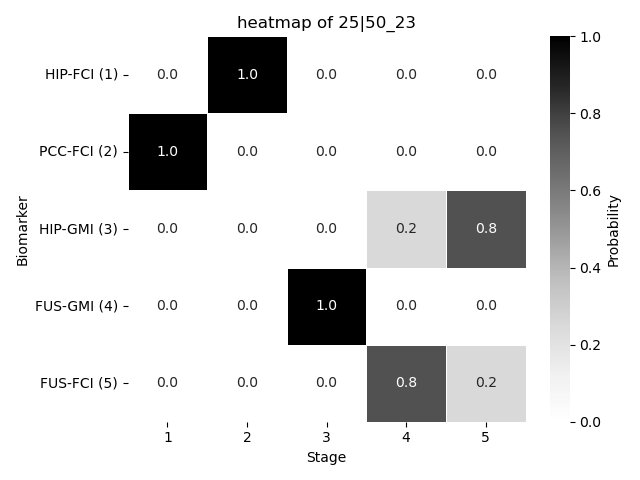 heatmap of 25|50_23
HIP-FCI (1) 0.0 1.0 0.0 0.0 0.0
PCC-FCI (2) 1.0 0.0 0.0 0.0 0.0
HIP-GMI (3) 0.0 0.0 0.0 0.2 0.8
FUS-GMI (4) 0.0 0.0 1.0 0.0 0.0
FUS-FCI (5) 0.0 0.0 0.0 0.8 0.2
1 2 3 4 5
Stage
Biomarker
1.0
0.8
0.6
0.4
0.2
0.0
Probability